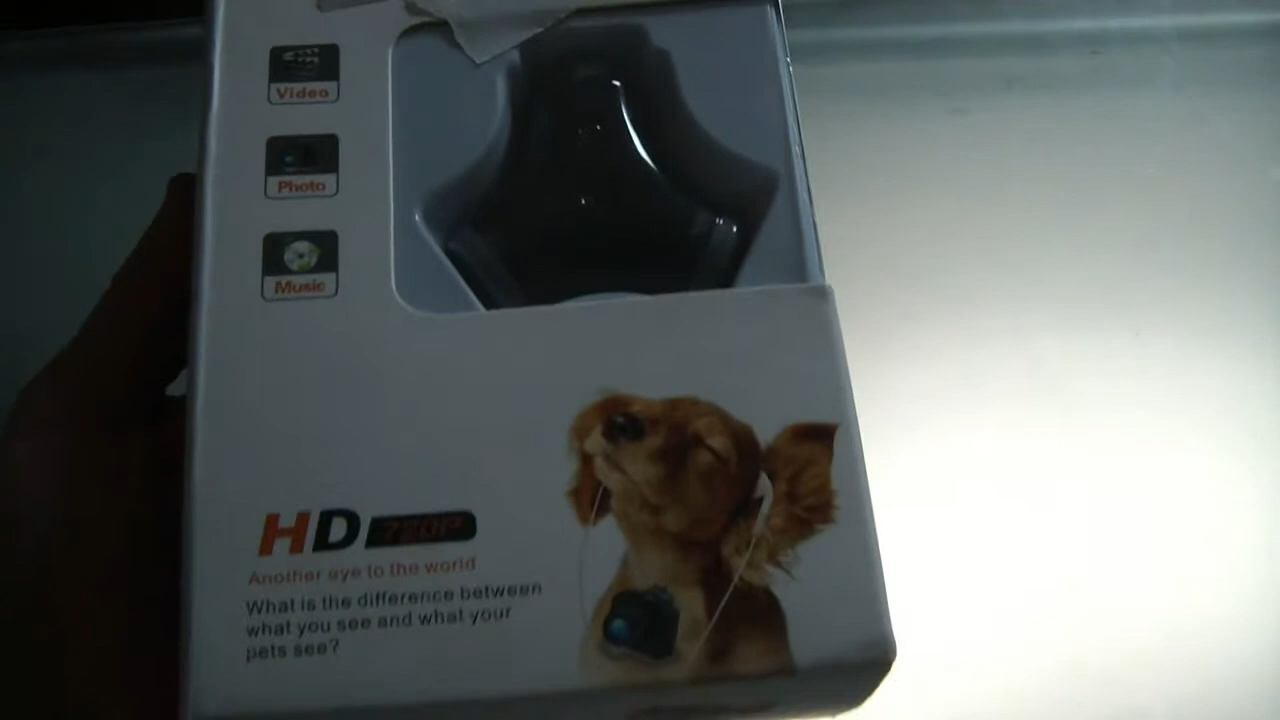 Video
Photo
Music
HD 720P
Another eye to the world
What is the difference between
what you see and what your
pets see?